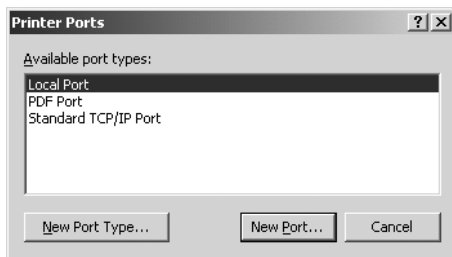 Printer Ports
Available port types:
Local Port
PDF Port
Standard TCP/IP Port
New Port Type... New Port... Cancel